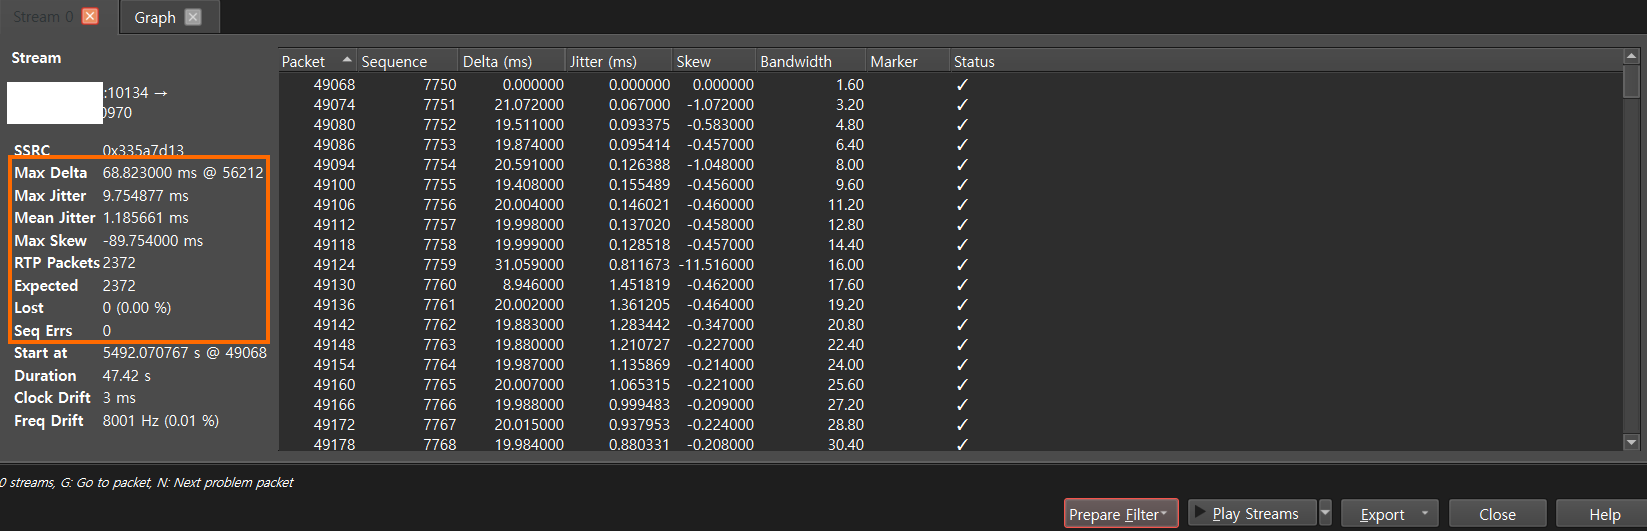 Stream 0
Graph
Stream
:10134 →
0970
SSRC 0x335a7d13
Max Delta 68.823000 ms @ 56212
Max Jitter 9.754877 ms
Mean Jitter 1.185661 ms
Max Skew -89.754000 ms
RTP Packets 2372
Expected 2372
Lost 0 (0.00 %)
Seq Errs 0
Start at 5492.070767 s @ 49068
Duration 47.42 s
Clock Drift 3 ms
Freq Drift 8001 Hz (0.01 %)
Packet Sequence Delta (ms) Jitter (ms) Skew Bandwidth Marker Status
49068 7750 0.000000 0.000000 0.000000 1.60 ✓
49074 7751 21.072000 0.067000 -1.072000 3.20 ✓
49080 7752 19.511000 0.093375 -0.583000 4.80 ✓
49086 7753 19.874000 0.095414 -0.457000 6.40 ✓
49094 7754 20.591000 0.126388 -1.048000 8.00 ✓
49100 7755 19.408000 0.155489 -0.456000 9.60 ✓
49106 7756 20.004000 0.146021 -0.460000 11.20 ✓
49112 7757 19.998000 0.137020 -0.458000 12.80 ✓
49118 7758 19.999000 0.128518 -0.457000 14.40 ✓
49124 7759 31.059000 0.811673 -11.516000 16.00 ✓
49130 7760 8.946000 1.451819 -0.462000 17.60 ✓
49136 7761 20.002000 1.361205 -0.464000 19.20 ✓
49142 7762 19.883000 1.283442 -0.347000 20.80 ✓
49148 7763 19.880000 1.210727 -0.227000 22.40 ✓
49154 7764 19.987000 1.135869 -0.214000 24.00 ✓
49160 7765 20.007000 1.065315 -0.221000 25.60 ✓
49166 7766 19.988000 0.999483 -0.209000 27.20 ✓
49172 7767 20.015000 0.937953 -0.224000 28.80 ✓
49178 7768 19.984000 0.880331 -0.208000 30.40 ✓
0 streams, G: Go to packet, N: Next problem packet
Prepare Filter
Play Streams
Export
Close
Help